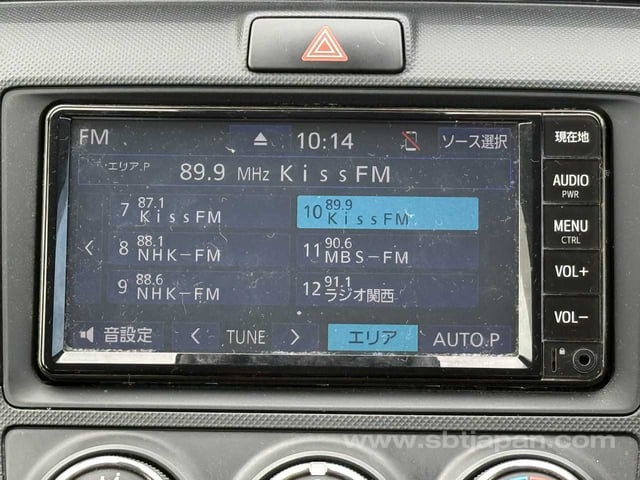 FM 10:14 ソース選択
エリア.P 89.9 MHz KissFM
7 87.1 KissFM
8 88.1 NHK-FM
9 88.6 NHK-FM
10 89.9 KissFM
11 90.6 MBS-FM
12 91.1 ラジオ関西
音設定 < TUNE > エリア AUTO.P
現在地
AUDIO
PWR
MENU
CTRL
VOL+
VOL-
www.sbtjapan.com